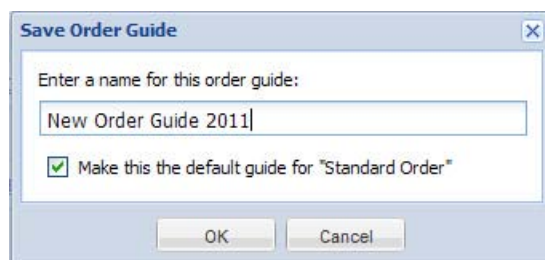 Save Order Guide
Enter a name for this order guide:
New Order Guide 2011
Make this the default guide for "Standard Order"
OK Cancel